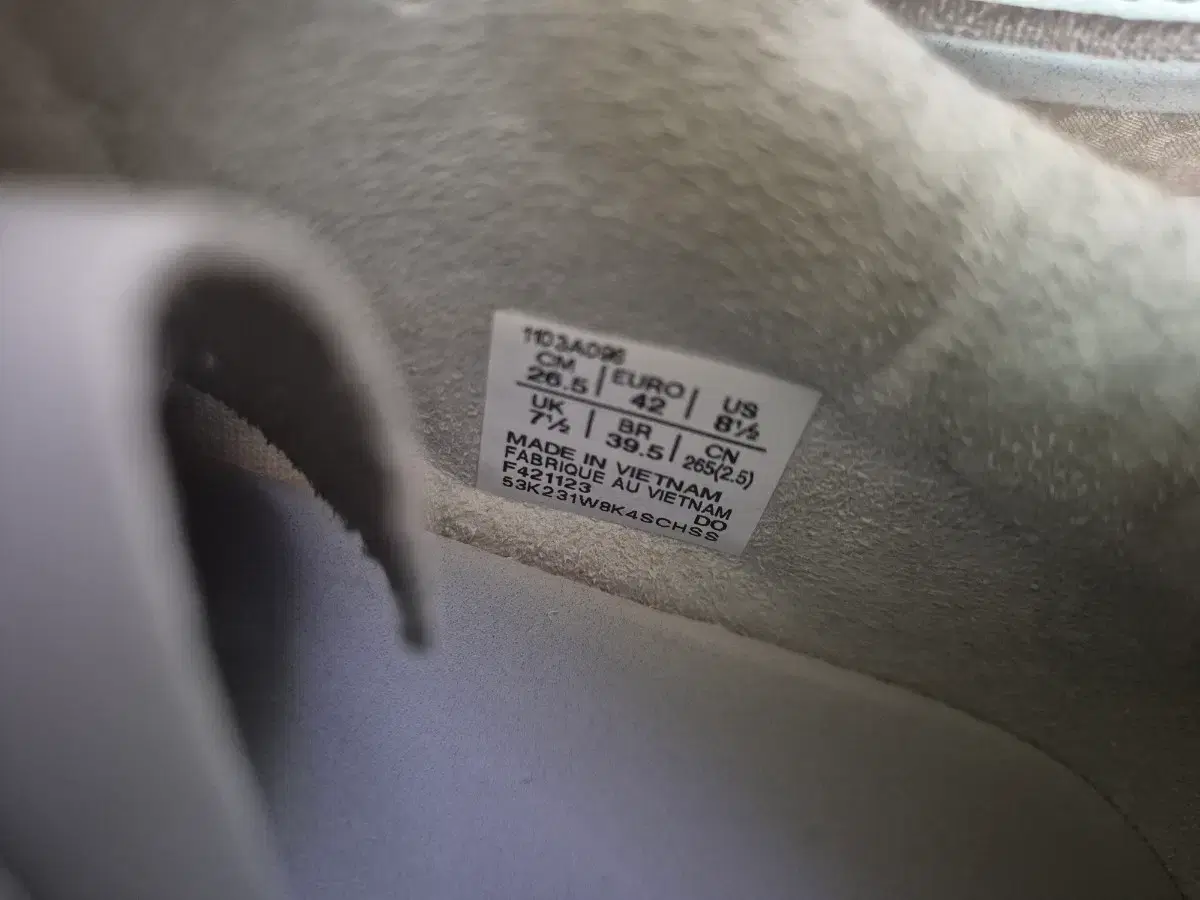 1103A096
CM 26.5 | EURO 42 | US 8½
UK 7½ | BR 39.5 | CN 265(2.5)
MADE IN VIETNAM
FABRIQUE AU VIETNAM
F421123 DO
53K231W8K4SCHSS